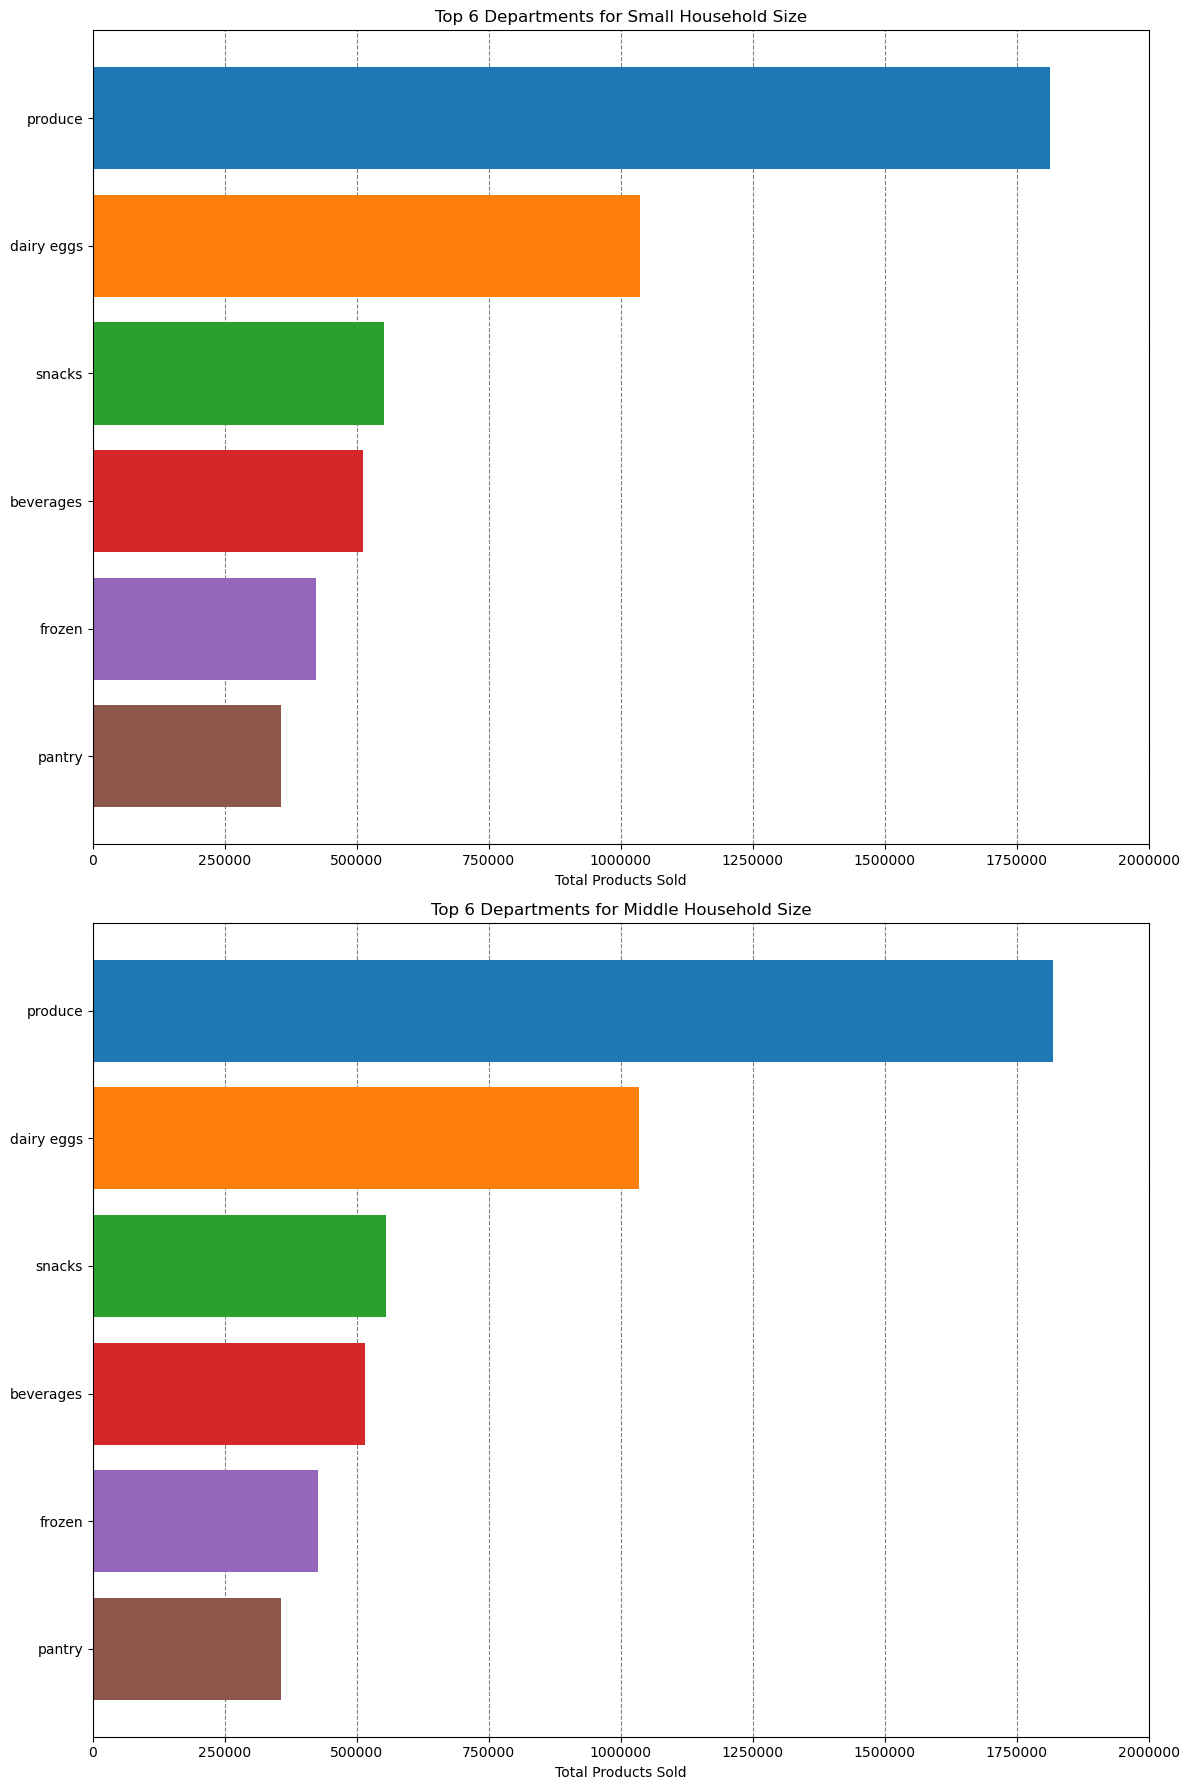 Top 6 Departments for Small Household Size
produce
dairy eggs
snacks
beverages
frozen
pantry
0 250000 500000 750000 1000000 1250000 1500000 1750000 2000000
Total Products Sold
Top 6 Departments for Middle Household Size
produce
dairy eggs
snacks
beverages
frozen
pantry
0 250000 500000 750000 1000000 1250000 1500000 1750000 2000000
Total Products Sold